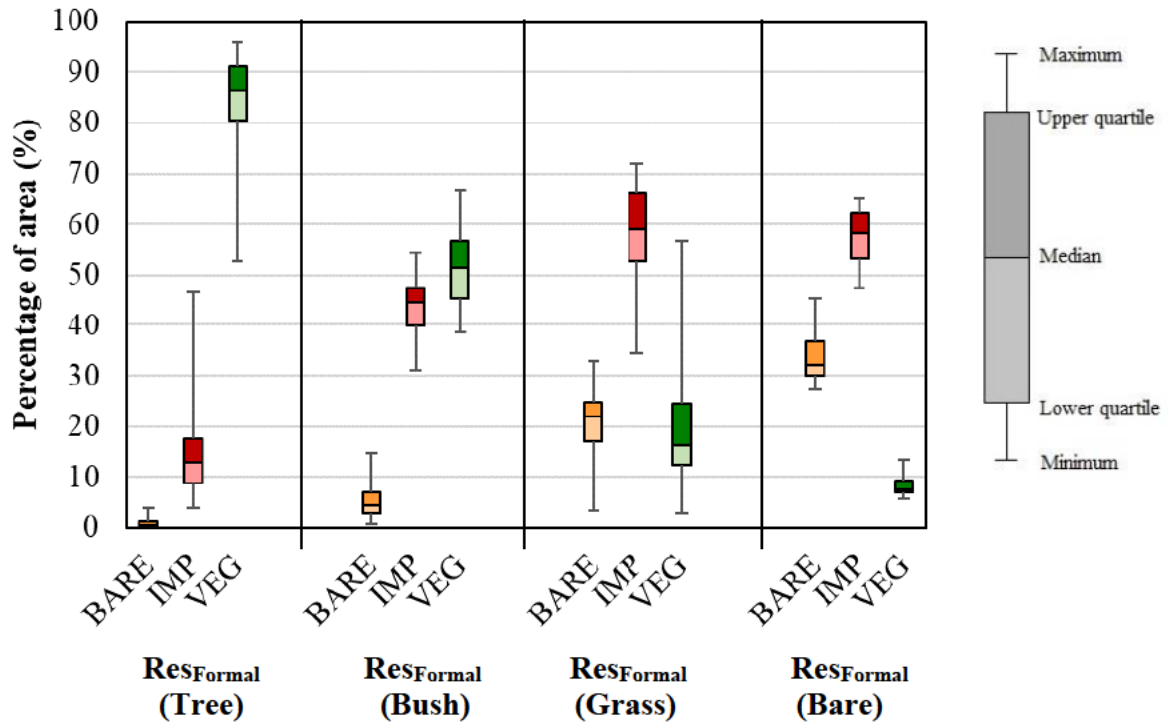 Percentage of area (%)
100
90
80
70
60
50
40
30
20
10
0
BARE
IMP
VEG
BARE
IMP
VEG
BARE
IMP
VEG
BARE
IMP
VEG
ResFormal
(Tree)
ResFormal
(Bush)
ResFormal
(Grass)
ResFormal
(Bare)
Maximum
Upper quartile
Median
Lower quartile
Minimum